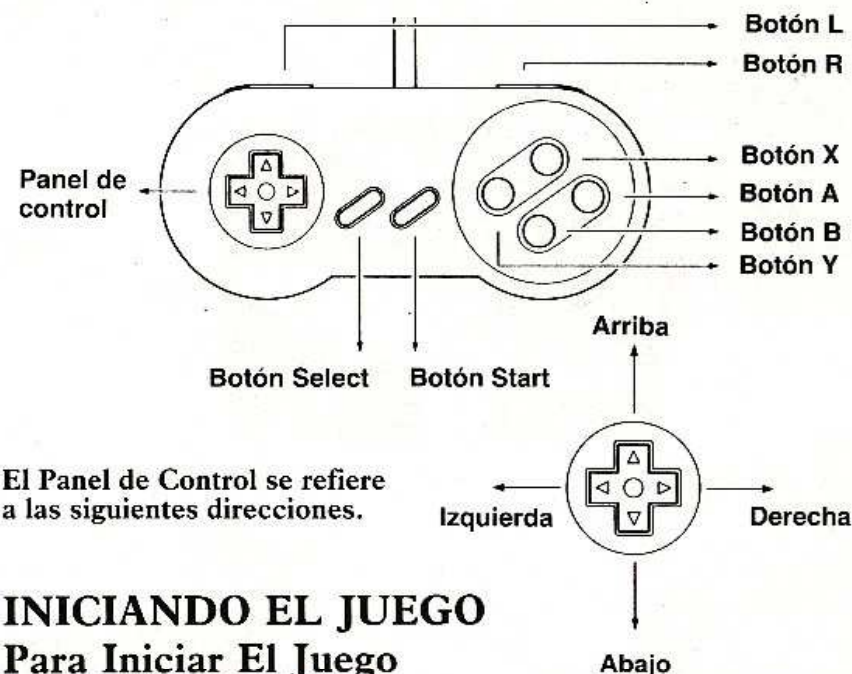 Botón L
Botón R
Botón X
Panel de
control
Botón A
Botón B
Botón Y
Arriba
Botón Select
Botón Start
El Panel de Control se refiere
a las siguientes direcciones.
Izquierda
Derecha
INICIANDO EL JUEGO
Para Iniciar El Juego
Abajo